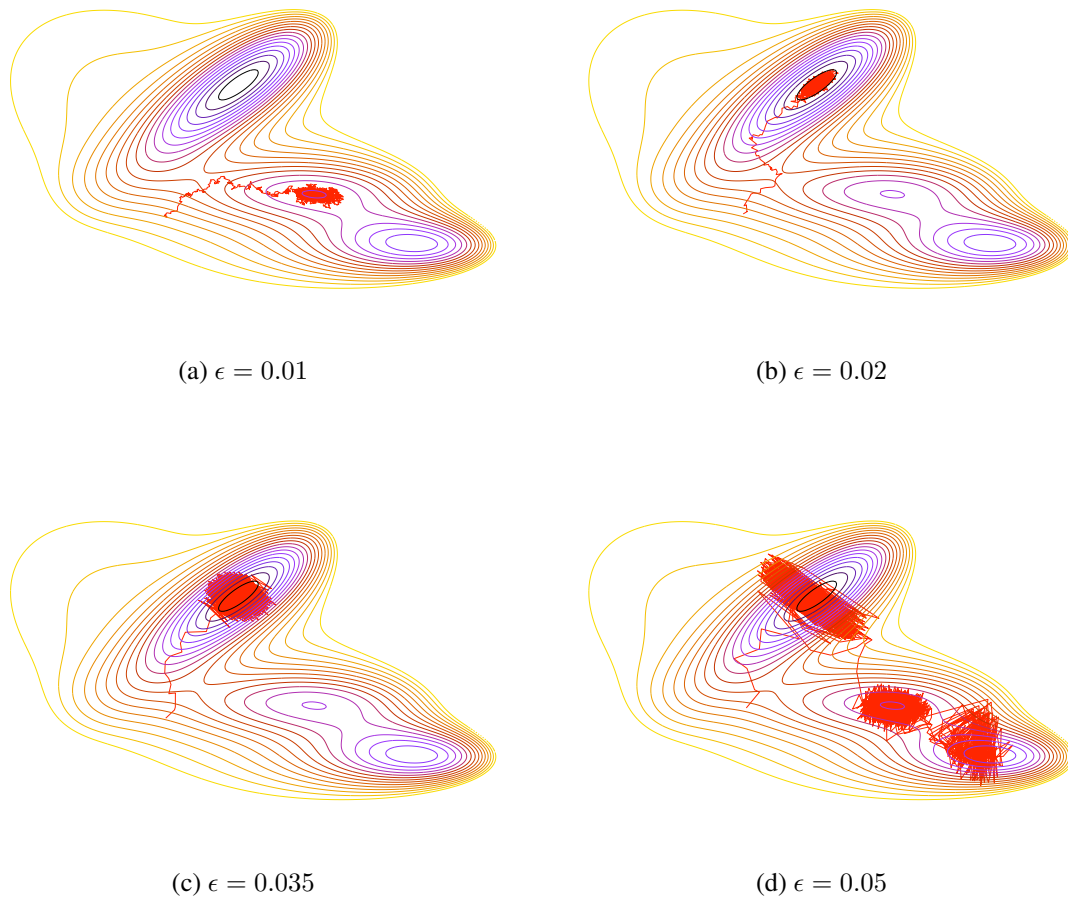 (a) ϵ = 0.01
(b) ϵ = 0.02
(c) ϵ = 0.035
(d) ϵ = 0.05